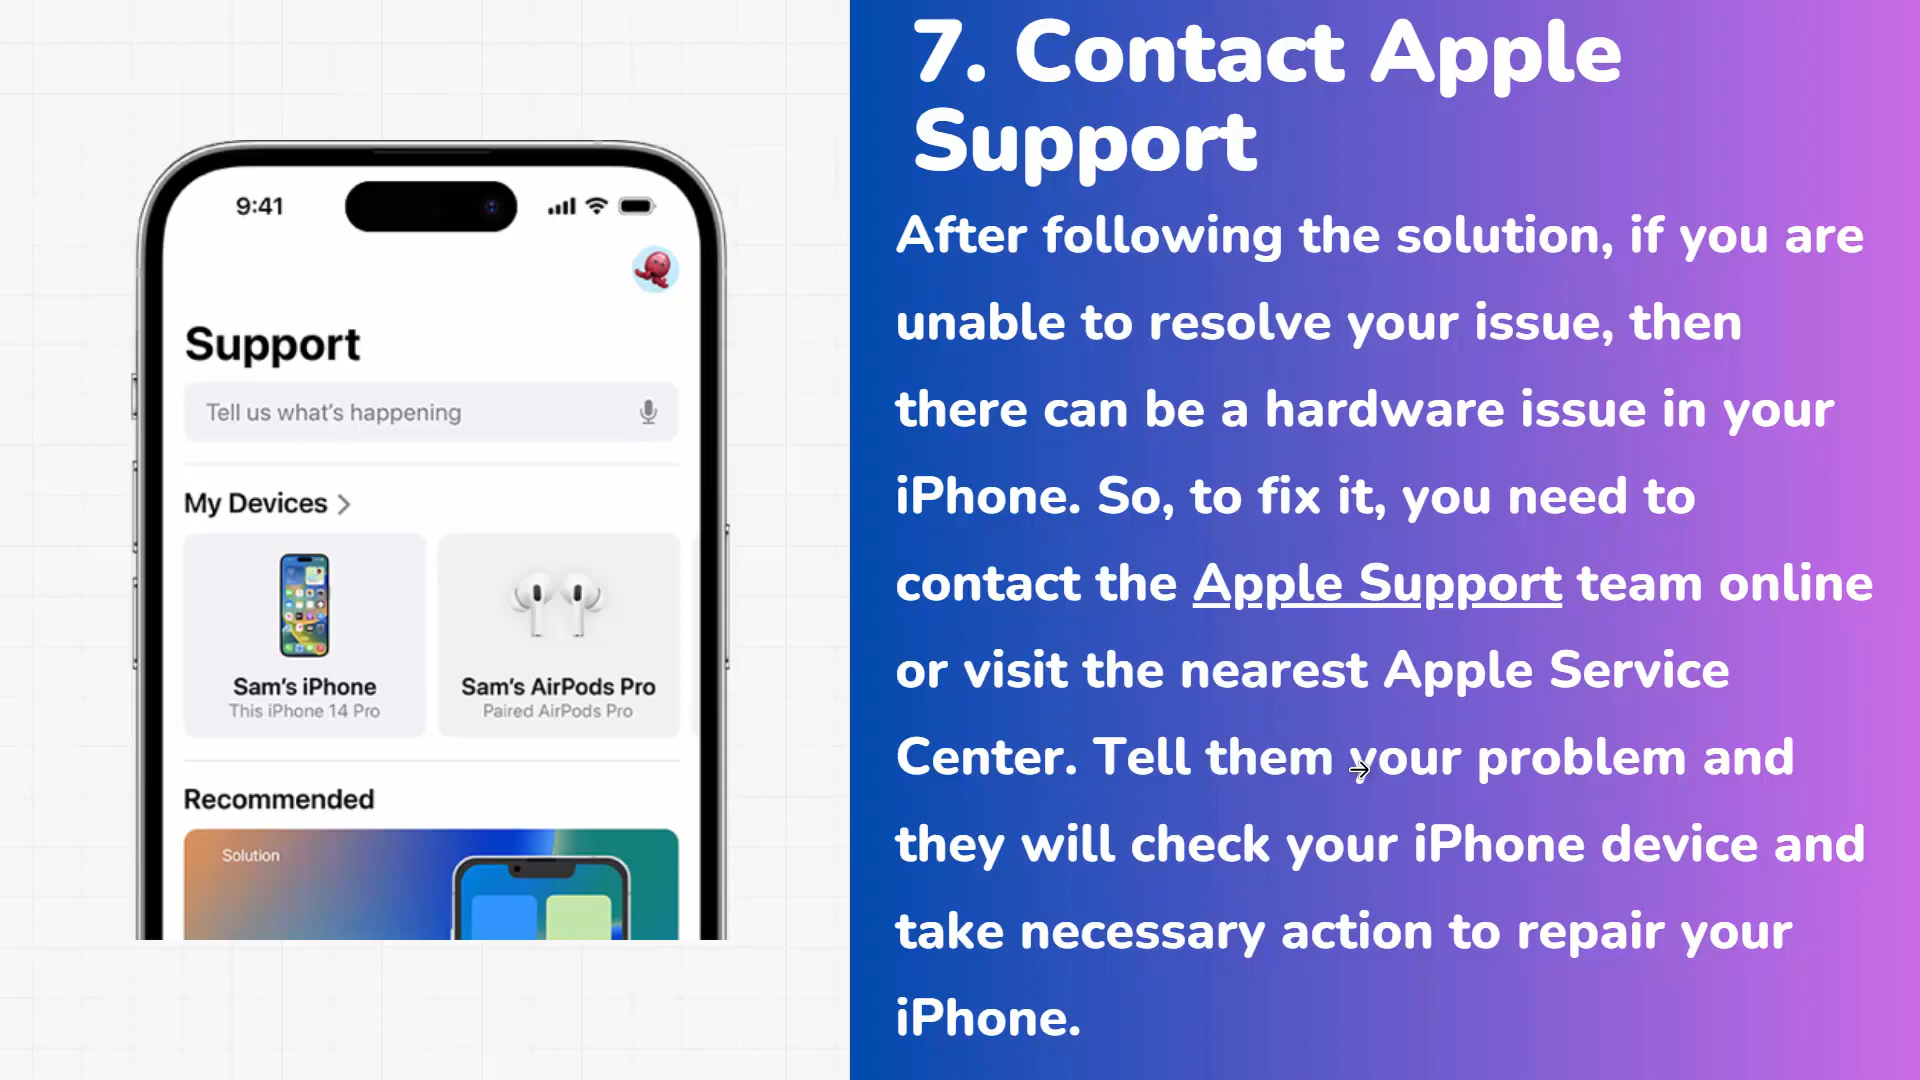 9:41
Support
Tell us what's happening
My Devices
Sam's iPhone
This iPhone 14 Pro
Sam's AirPods Pro
Paired AirPods Pro
Recommended
Solution
7. Contact Apple
Support
After following the solution, if you are
unable to resolve your issue, then
there can be a hardware issue in your
iPhone. So, to fix it, you need to
contact the Apple Support team online
or visit the nearest Apple Service
Center. Tell them your problem and
they will check your iPhone device and
take necessary action to repair your
iPhone.